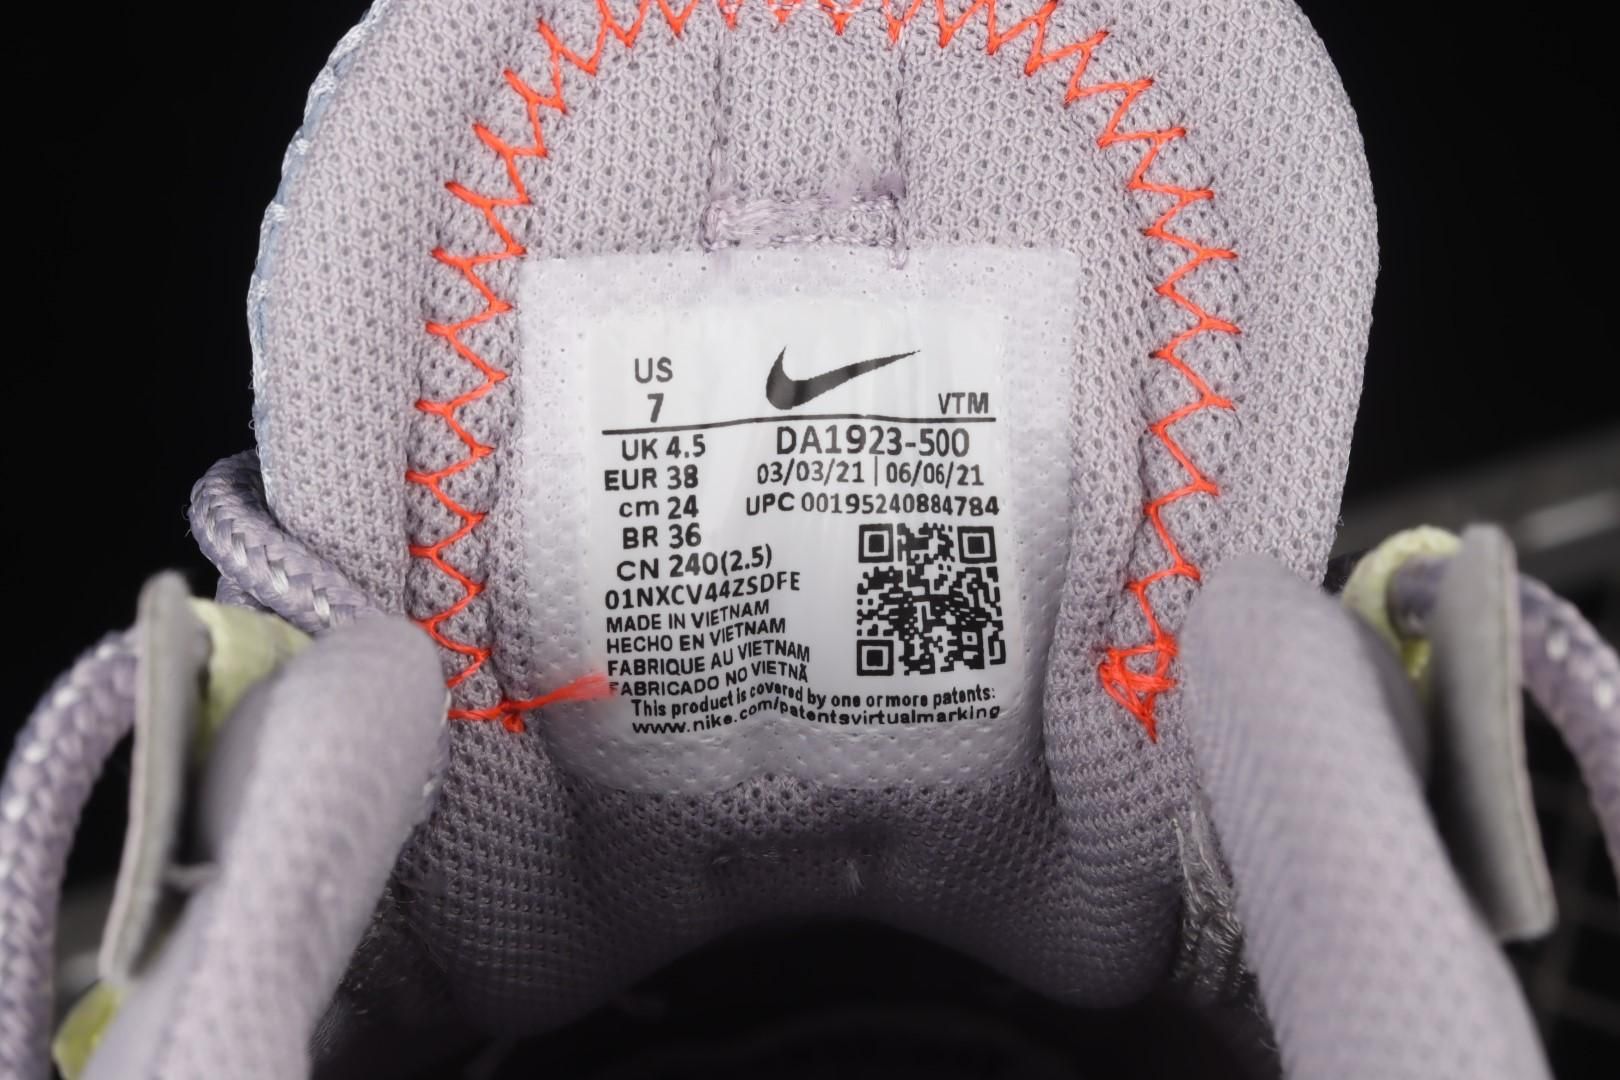 US
7
VTM
UK 4.5
DA1923-500
EUR 38
03/03/21 | 06/06/21
cm 24
UPC 00195240884784
BR 36
CN 240(2.5)
01NXCV44ZSDFE
MADE IN VIETNAM
HECHO EN VIETNAM
FABRIQUE AU VIETNAM
FABRICADO NO VIETNÃ
This product is covered by one or more patents:
www.nike.com/patentsvirtualmarking